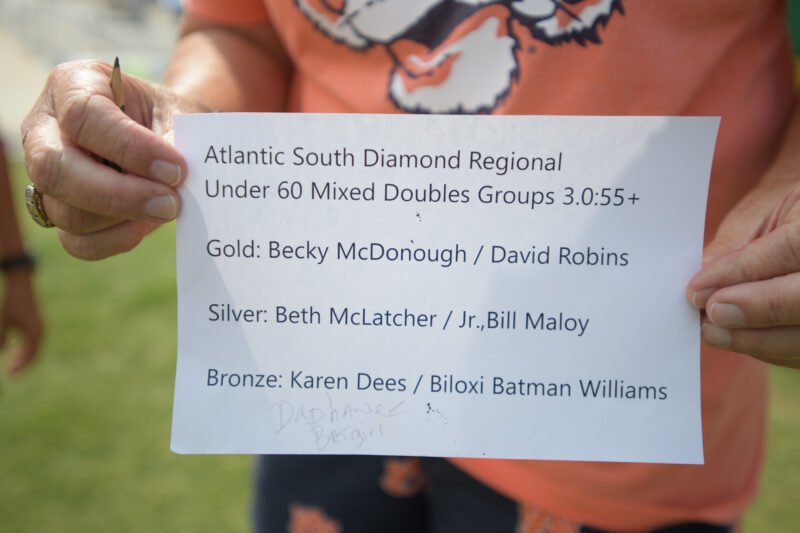 Atlantic South Diamond Regional
Under 60 Mixed Doubles Groups 3.0:55+
Gold: Becky McDonough / David Robins
Silver: Beth McLatcher / Jr.,Bill Maloy
Bronze: Karen Dees / Biloxi Batman Williams
Batgirl